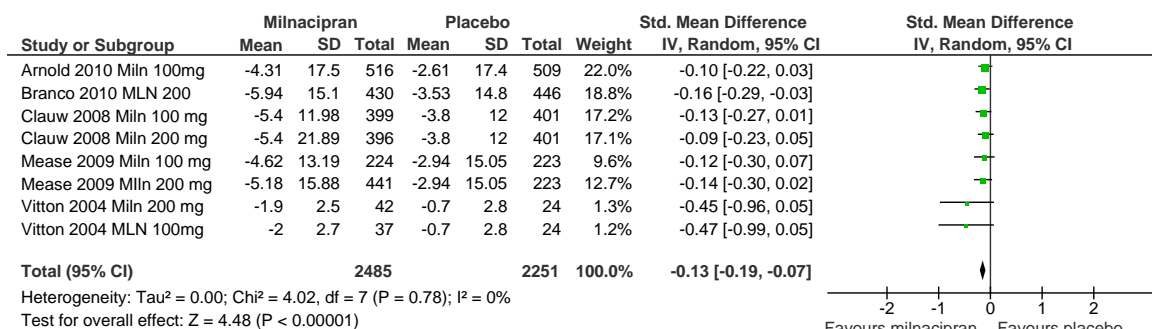 Milnacipran Placebo Std. Mean Difference Std. Mean Difference
Study or Subgroup Mean SD Total Mean SD Total Weight IV, Random, 95% CI IV, Random, 95% CI
Arnold 2010 Miln 100mg -4.31 17.5 516 -2.61 17.4 509 22.0% -0.10 [-0.22, 0.03]
Branco 2010 MLN 200 -5.94 15.1 430 -3.53 14.8 446 18.8% -0.16 [-0.29, -0.03]
Clauw 2008 Miln 100 mg -5.4 11.98 399 -3.8 12 401 17.2% -0.13 [-0.27, 0.01]
Clauw 2008 Miln 200 mg -5.4 21.89 396 -3.8 12 401 17.1% -0.09 [-0.23, 0.05]
Mease 2009 Miln 100 mg -4.62 13.19 224 -2.94 15.05 223 9.6% -0.12 [-0.30, 0.07]
Mease 2009 MIln 200 mg -5.18 15.88 441 -2.94 15.05 223 12.7% -0.14 [-0.30, 0.02]
Vitton 2004 Miln 200 mg -1.9 2.5 42 -0.7 2.8 24 1.3% -0.45 [-0.96, 0.05]
Vitton 2004 MLN 100mg -2 2.7 37 -0.7 2.8 24 1.2% -0.47 [-0.99, 0.05]
Total (95% CI) 2485 2251 100.0% -0.13 [-0.19, -0.07]
Heterogeneity: Tau² = 0.00; Chi² = 4.02, df = 7 (P = 0.78); I² = 0%
Test for overall effect: Z = 4.48 (P < 0.00001)
-2 -1 0 1 2
Favours milnacipran Favours placebo